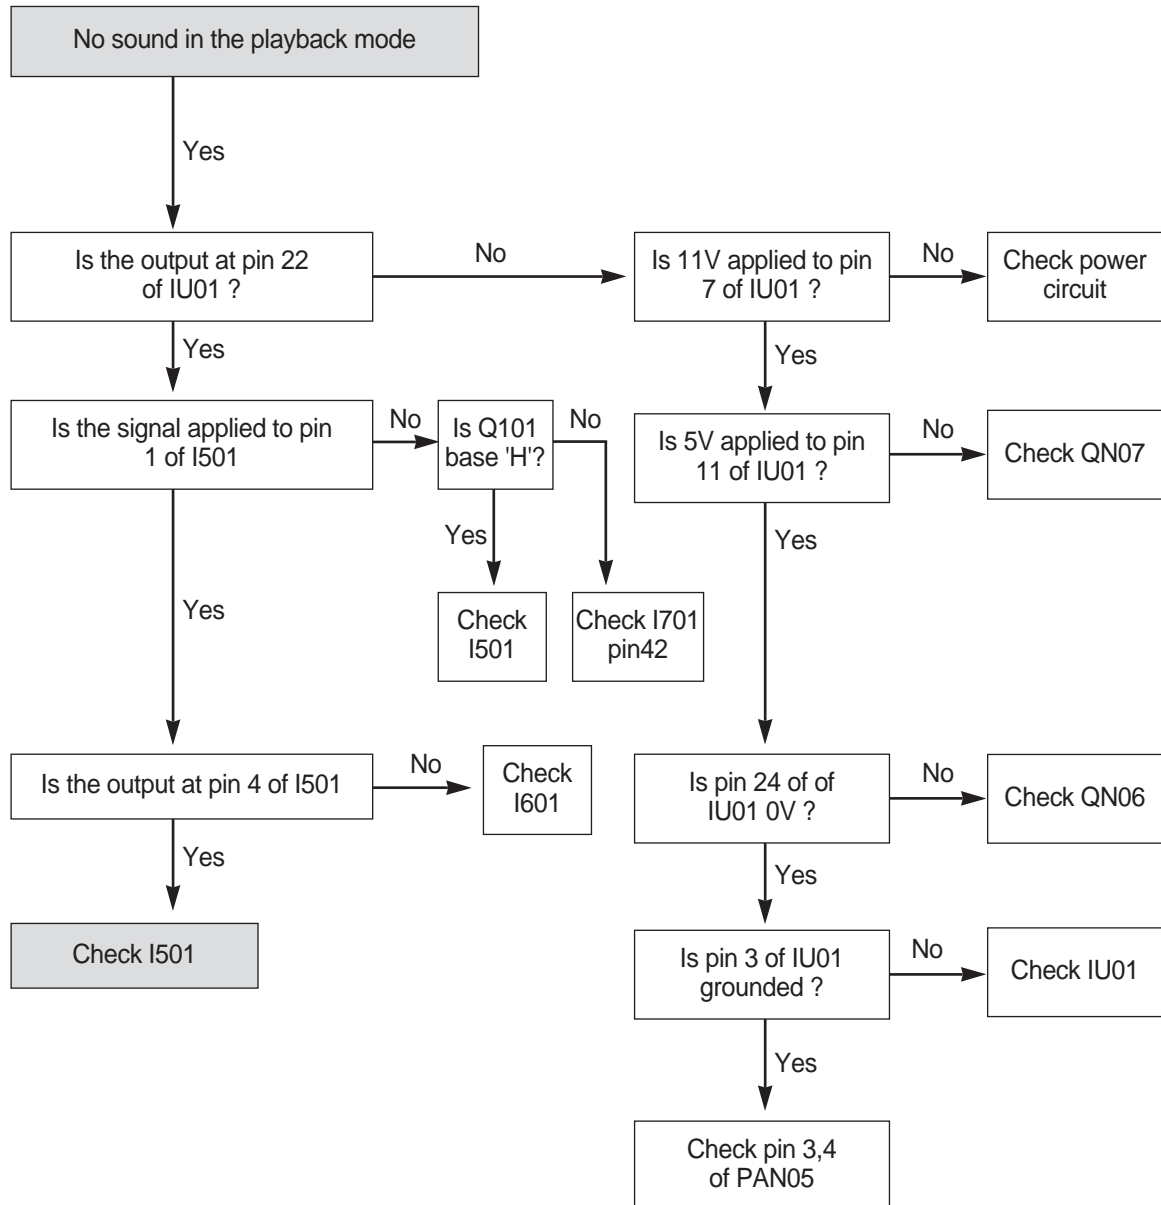 No sound in the playback mode
Yes
Is the output at pin 22
of IU01 ?
No
Is 11V applied to pin
7 of IU01 ?
No
Check power
circuit
Yes
Yes
Is the signal applied to pin
1 of I501
No
Is Q101
base 'H'?
No
Is 5V applied to pin
11 of IU01 ?
No
Check QN07
Yes
Yes
Yes
Check
I501
Check I701
pin42
Is the output at pin 4 of I501
No
Check
I601
Is pin 24 of of
IU01 0V ?
No
Check QN06
Yes
Yes
Check I501
Is pin 3 of IU01
grounded ?
No
Check IU01
Yes
Check pin 3,4
of PAN05